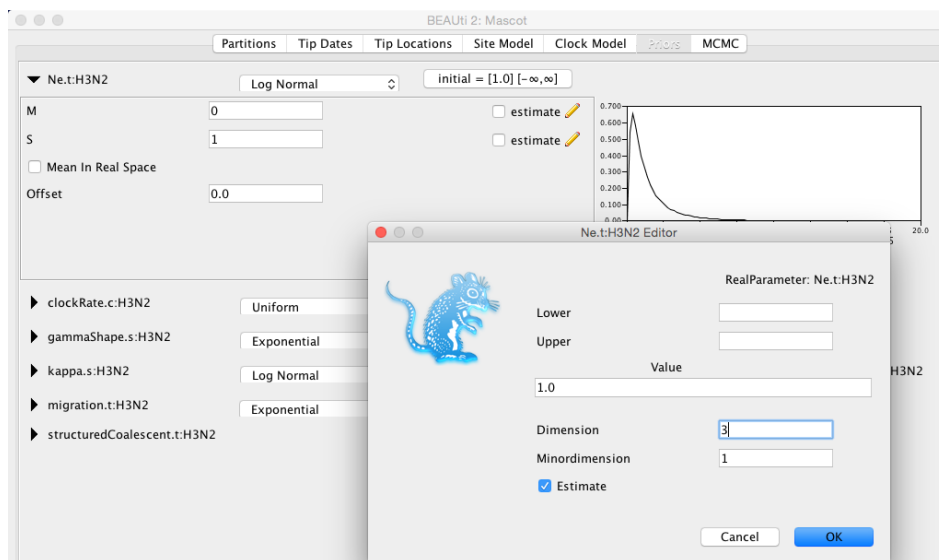 BEAUti 2: Mascot
Partitions Tip Dates Tip Locations Site Model Clock Model Priors MCMC
Ne.t:H3N2 Log Normal initial = [1.0] [-∞,∞]
M 0 estimate
S 1 estimate
Mean In Real Space
Offset 0.0
0.700
0.600
0.500
0.400
0.300
0.200
0.100
0.00
20.0
Ne.t:H3N2 Editor
RealParameter: Ne.t:H3N2
Lower
Upper
Value
1.0
Dimension 3
Minordimension 1
Estimate
Cancel OK
clockRate.c:H3N2 Uniform
gammaShape.s:H3N2 Exponential
kappa.s:H3N2 Log Normal H3N2
migration.t:H3N2 Exponential
structuredCoalescent.t:H3N2